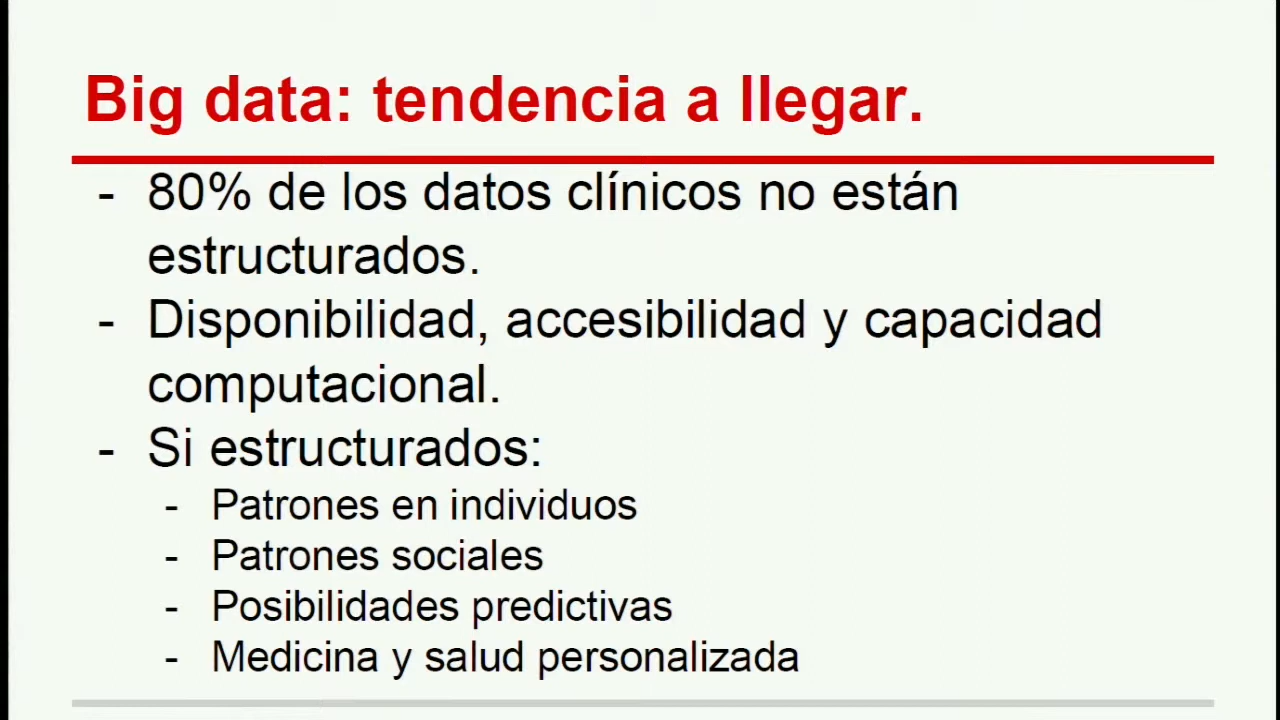 Big data: tendencia a llegar.
- 80% de los datos clínicos no están
estructurados.
- Disponibilidad, accesibilidad y capacidad
computacional.
- Si estructurados:
- Patrones en individuos
- Patrones sociales
- Posibilidades predictivas
- Medicina y salud personalizada